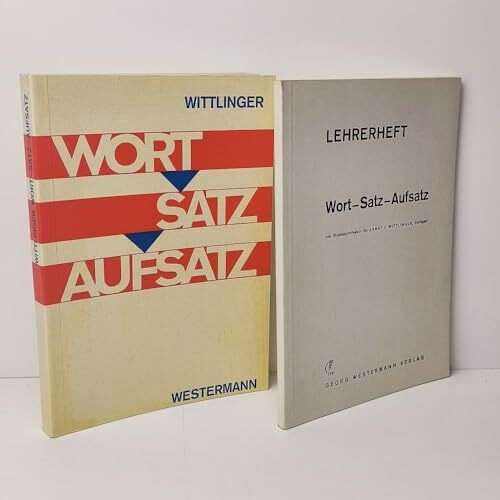 WITTLINGER WORT-SATZ-AUFSATZ
WITTLINGER
WORT
SATZ
AUFSATZ
WESTERMANN
LEHRERHEFT
Wort-Satz-Aufsatz
GEORG WESTERMANN VERLAG